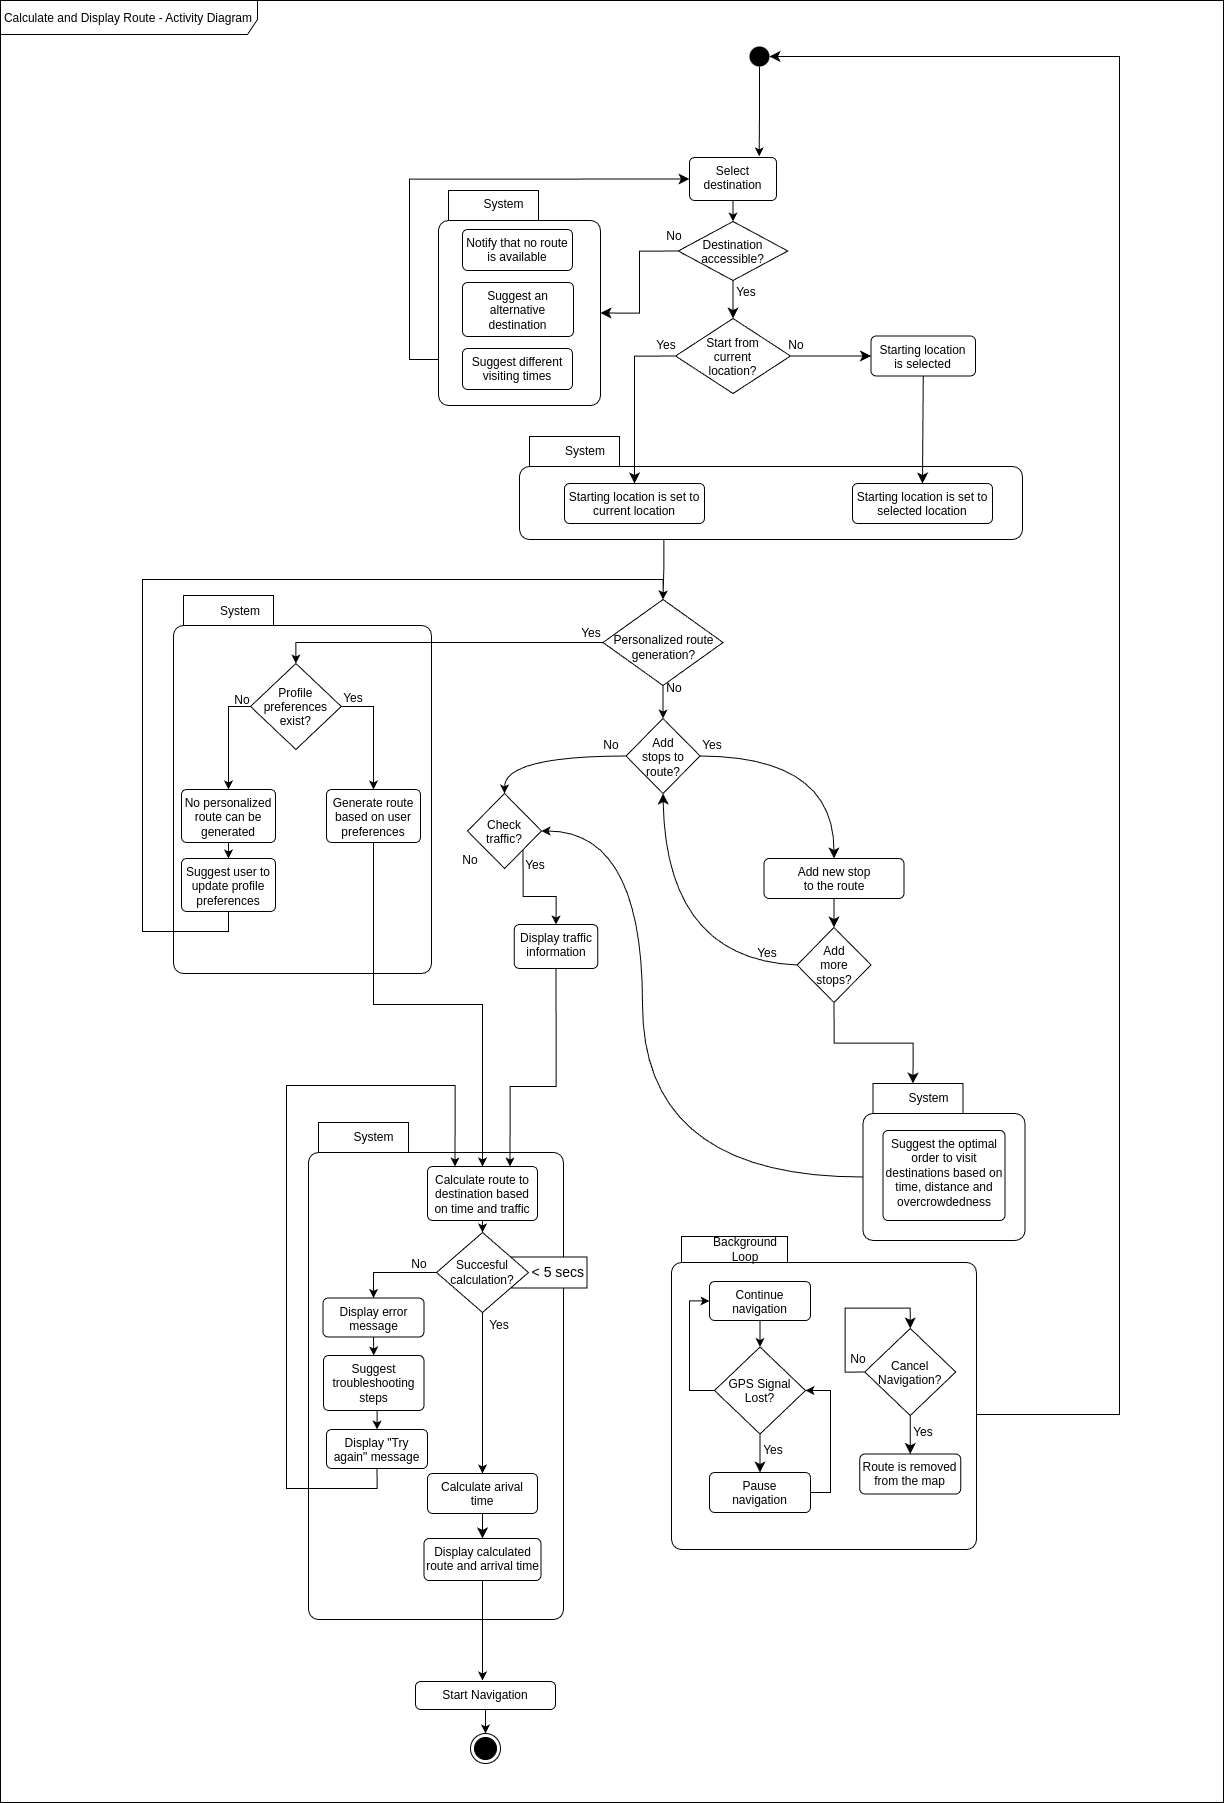 Calculate and Display Route - Activity Diagram
Select
destination
System
Notify that no route
is available
Suggest an
alternative
destination
Suggest different
visiting times
No
Destination
accessible?
Yes
Yes
Start from
current
location?
No
Starting location
is selected
System
Starting location is set to
current location
Starting location is set to
selected location
System
Yes
Personalized route
generation?
No
Profile
preferences
exist?
No
Yes
No personalized
route can be
generated
Generate route
based on user
preferences
Suggest user to
update profile
preferences
No
Add
stops to
route?
Yes
Check
traffic?
No
Yes
Display traffic
information
Add new stop
to the route
Yes
Add
more
stops?
System
Suggest the optimal
order to visit
destinations based on
time, distance and
overcrowdedness
System
Calculate route to
destination based
on time and traffic
No
Succesful
calculation?
< 5 secs
Yes
Display error
message
Suggest
troubleshooting
steps
Display "Try
again" message
Calculate arival
time
Display calculated
route and arrival time
Background
Loop
Continue
navigation
GPS Signal
Lost?
Yes
Pause
navigation
No
Cancel
Navigation?
Yes
Route is removed
from the map
Start Navigation